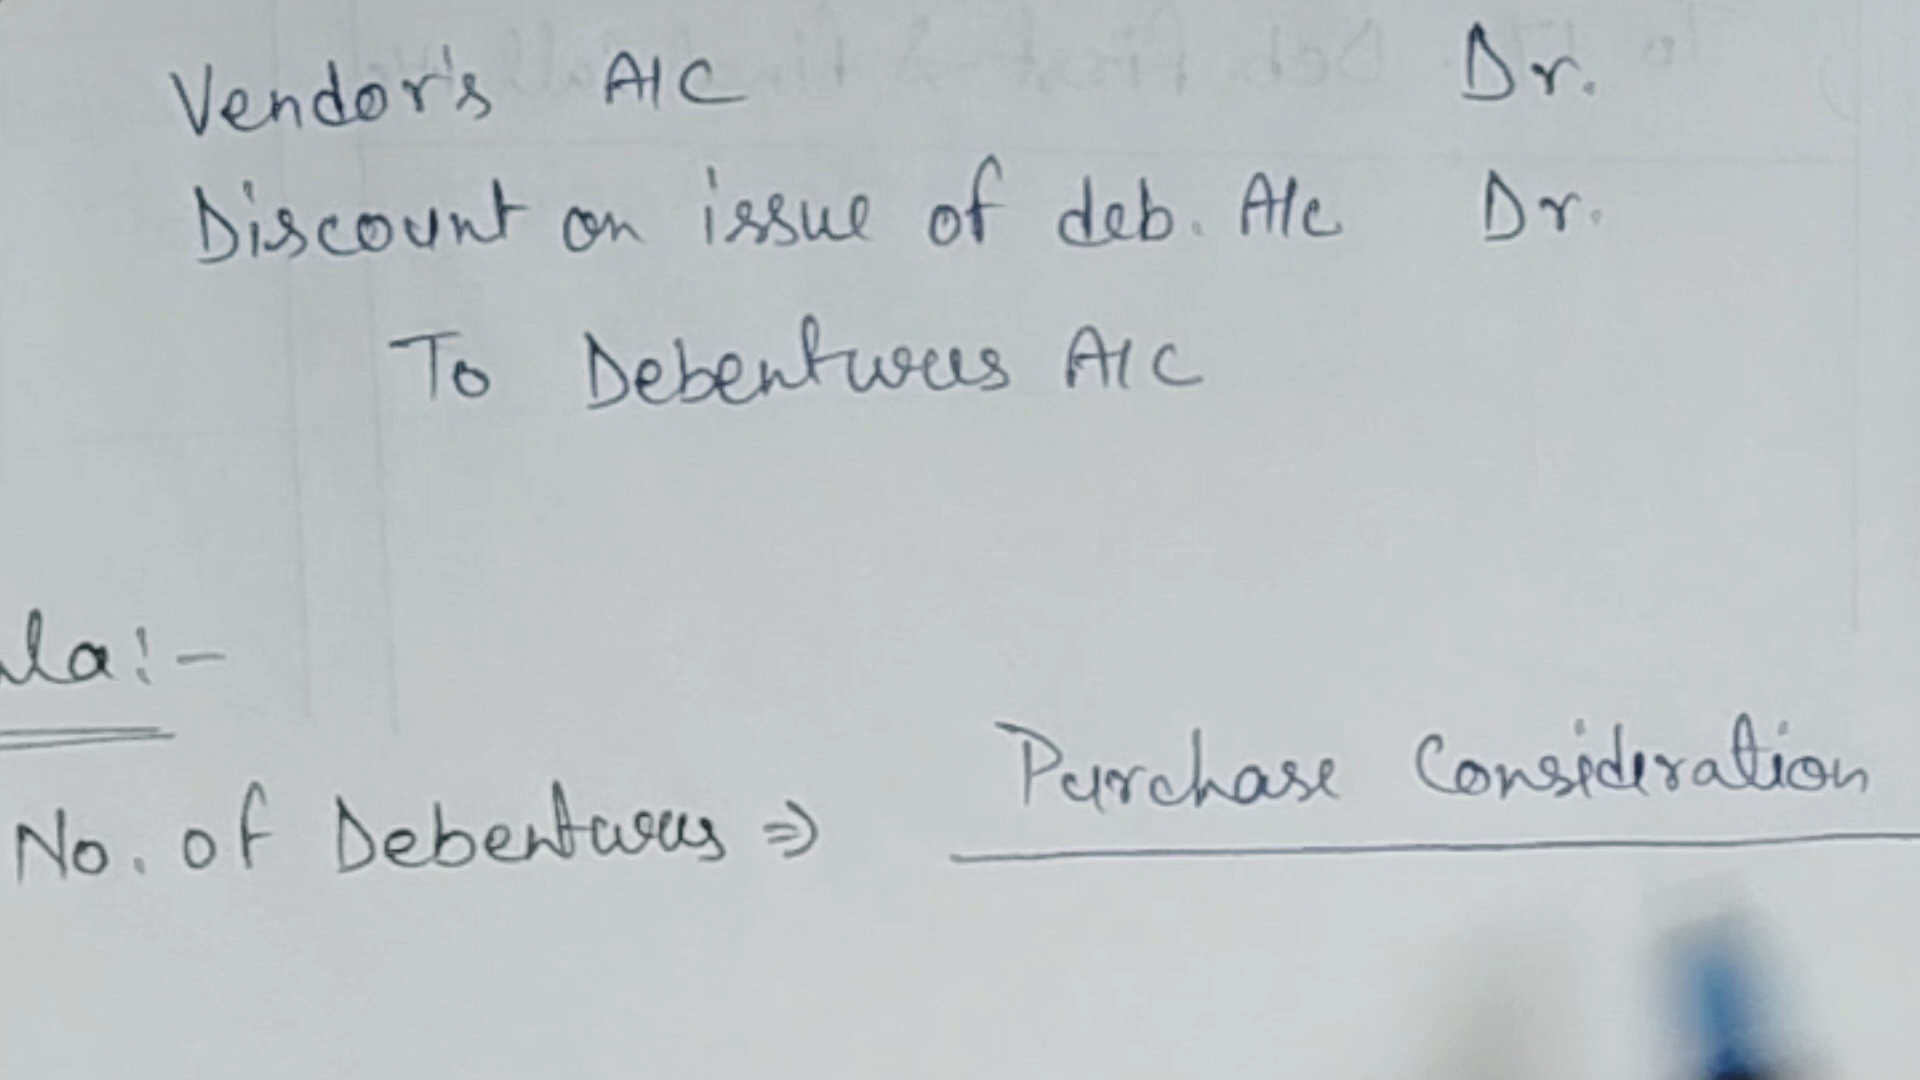 Vendor's A/C Dr.
Discount on issue of deb. A/c Dr.
To Debentures A/C
la:-
No. of Debentures ⇒ Purchase Consideration